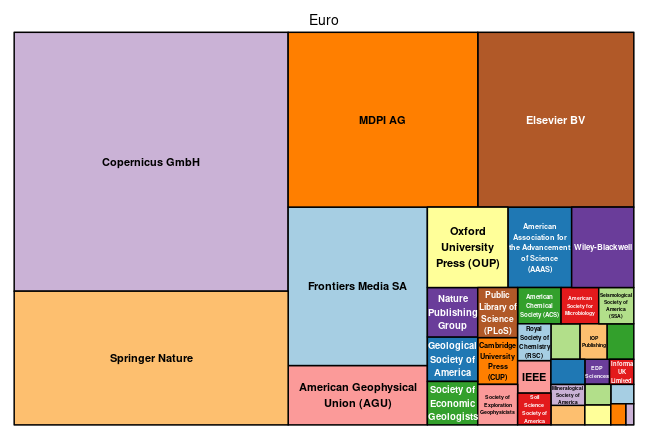 Euro
Copernicus GmbH
MDPI AG
Elsevier BV
Springer Nature
Frontiers Media SA
American Geophysical
Union (AGU)
Oxford
University
Press (OUP)
American
Association for
the Advancement
of Science
(AAAS)
Wiley-Blackwell
Nature
Publishing
Group
Geological
Society of
America
Society of
Economic
Geologists
Public
Library of
Science
(PLoS)
Cambridge
University
Press
(CUP)
Society of
Exploration
Geophysicists
American
Chemical
Society (ACS)
American
Society for
Microbiology
Seismological
Society of
America
(SSA)
Royal
Society of
Chemistry
(RSC)
IOP
Publishing
IEEE
EDP
Sciences
Informa
UK
Limited
Mineralogical
Society of
America
Soil
Science
Society of
America